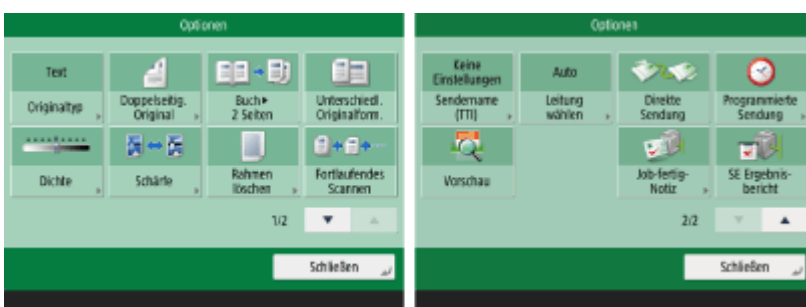 Optionen
Text
Originaltyp
Doppelseitig.
Original
Buch▸
2 Seiten
Unterschiedl.
Originalform.
Dichte
Schärfe
Rahmen
löschen
Fortlaufendes
Scannen
1/2
Schließen
Optionen
Keine
Einstellungen
Sendername
(TTI)
Auto
Leitung
wählen
Direkte
Sendung
Programmierte
Sendung
Vorschau
Job-fertig-
Notiz
SE Ergebnis-
bericht
2/2
Schließen